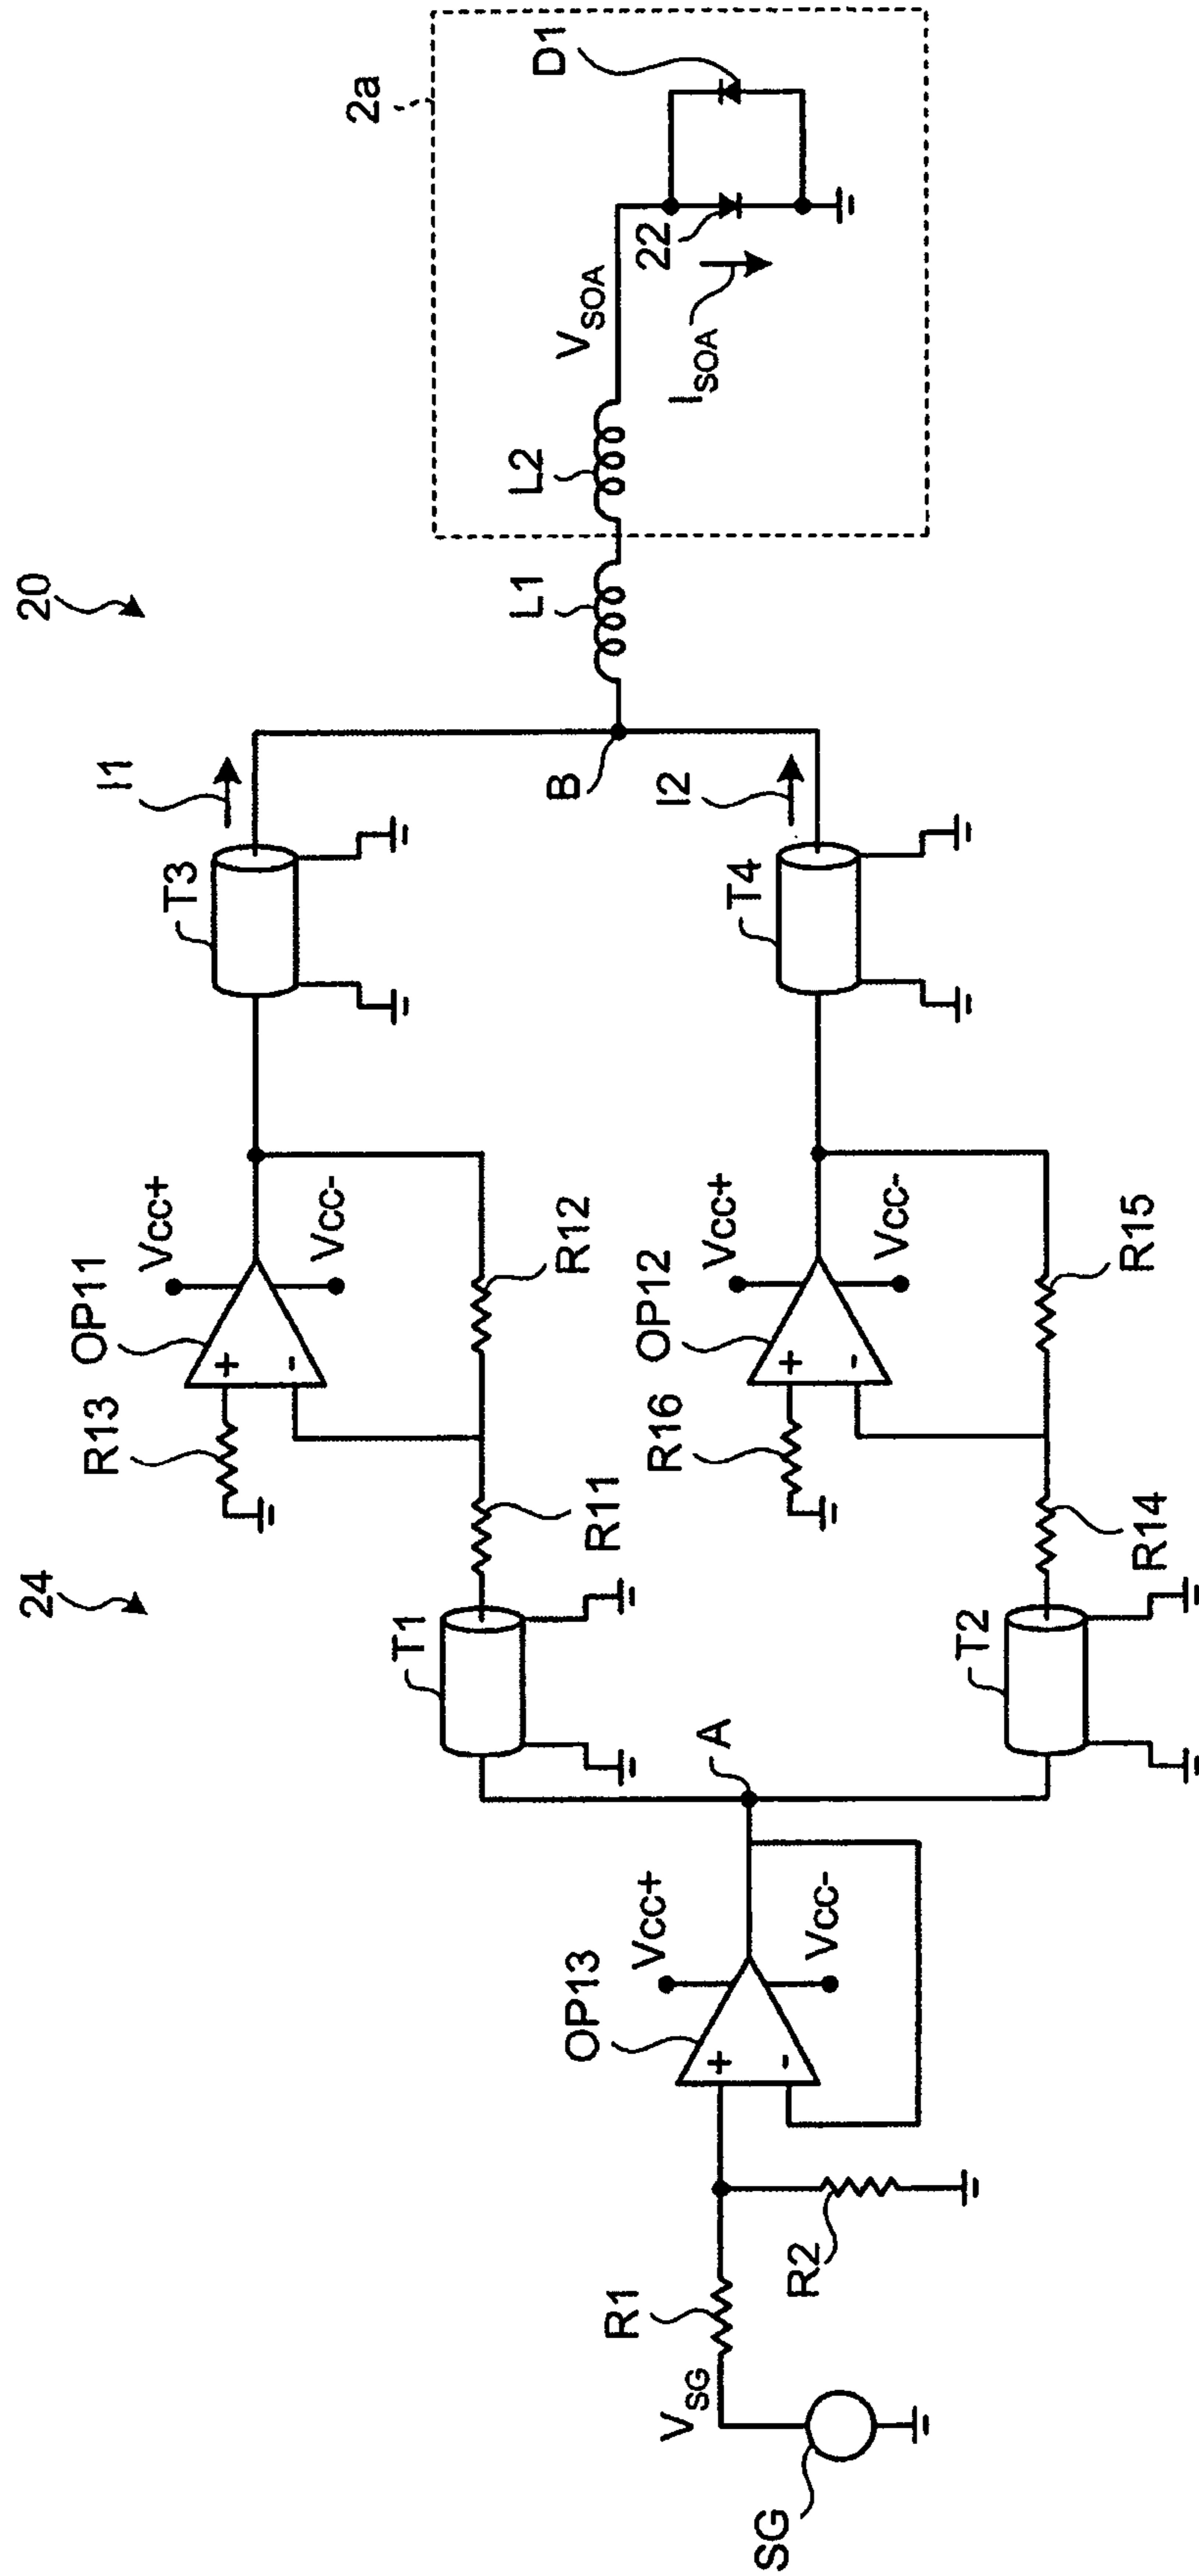 20
24
2a
D1
22
VSOA
ISOA
L2
L1
B
I1
I2
T3
T4
Vcc+
Vcc-
OP11
+
-
R13
R12
R11
T1
Vcc+
Vcc-
OP12
+
-
R16
R15
R14
T2
A
Vcc+
Vcc-
OP13
+
-
R1
R2
VSG
SG